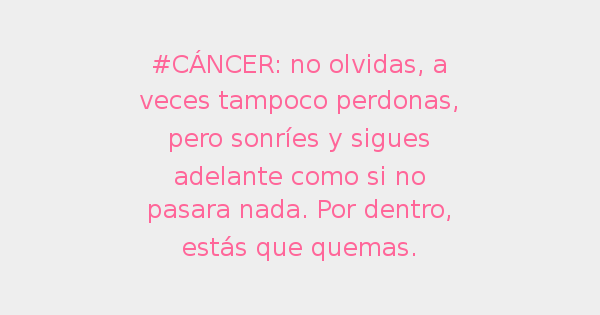 #CÁNCER: no olvidas, a
veces tampoco perdonas,
pero sonríes y sigues
adelante como si no
pasara nada. Por dentro,
estás que quemas.